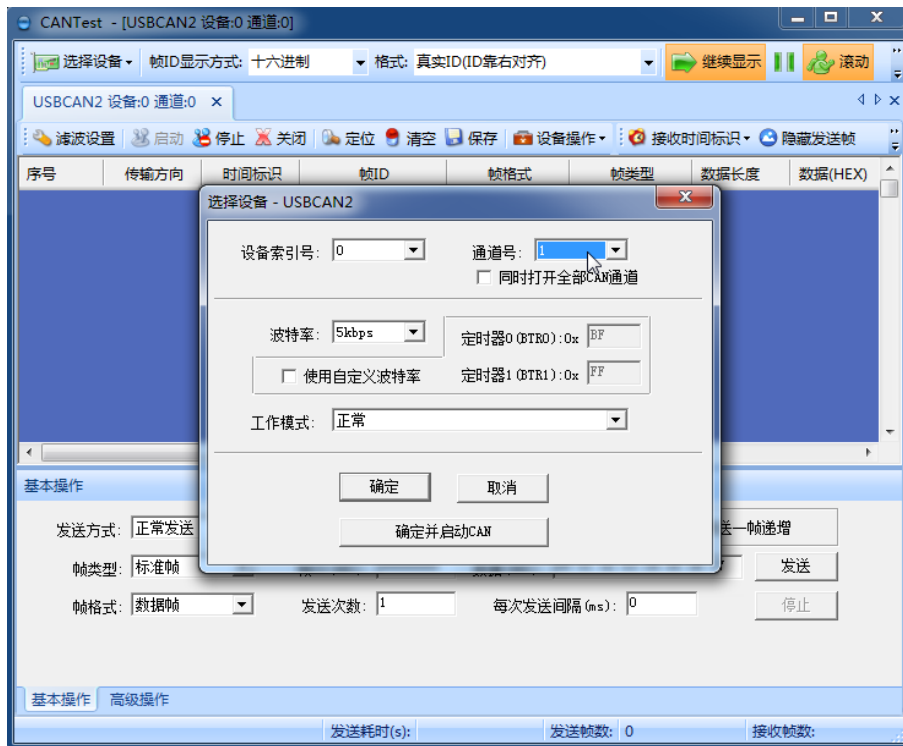 CANTest - [USBCAN2 设备:0 通道:0]
选择设备 帧ID显示方式: 十六进制 格式: 真实ID(ID靠右对齐) 继续显示 滚动
USBCAN2 设备:0 通道:0
滤波设置 启动 停止 关闭 定位 清空 保存 设备操作 接收时间标识 隐藏发送帧
序号 传输方向 时间标识 帧ID 帧格式 帧类型 数据长度 数据(HEX)
选择设备 - USBCAN2
设备索引号: 0 通道号: 1
同时打开全部CAN通道
波特率: 5kbps 定时器0(BTR0):0x BF
使用自定义波特率 定时器1(BTR1):0x FF
工作模式: 正常
确定 取消
确定并启动CAN
基本操作
发送方式: 正常发送 送一帧递增
帧类型: 标准帧 发送
帧格式: 数据帧 发送次数: 1 每次发送间隔(ms): 0 停止
基本操作 高级操作
发送耗时(s): 发送帧数: 0 接收帧数: